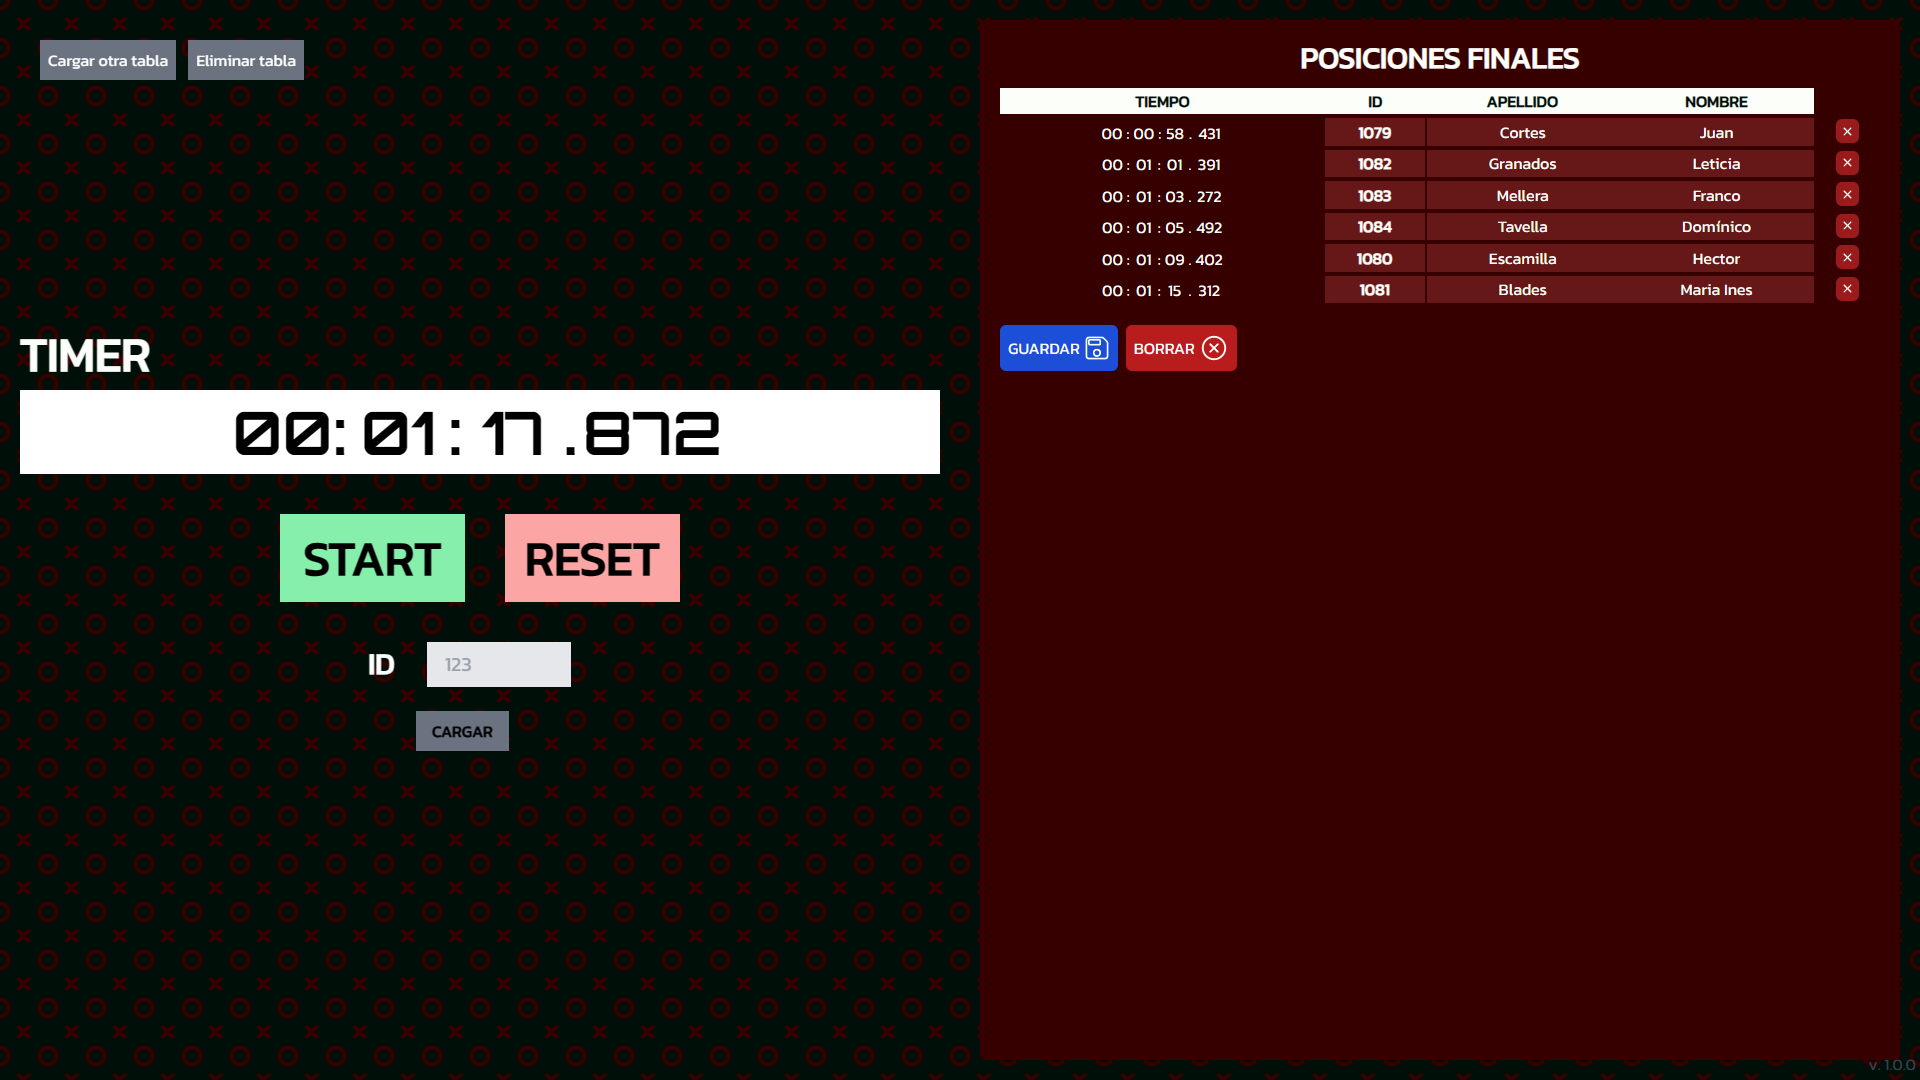 Cargar otra tabla
Eliminar tabla
TIMER
00:01:17.872
START
RESET
ID
123
CARGAR
POSICIONES FINALES
TIEMPO ID APELLIDO NOMBRE
00 : 00 : 58 . 431 1079 Cortes Juan
00 : 01 : 01 . 391 1082 Granados Leticia
00 : 01 : 03 . 272 1083 Mellera Franco
00 : 01 : 05 . 492 1084 Tavella Domínico
00 : 01 : 09 . 402 1080 Escamilla Hector
00 : 01 : 15 . 312 1081 Blades Maria Ines
GUARDAR
BORRAR
v. 1.0.0